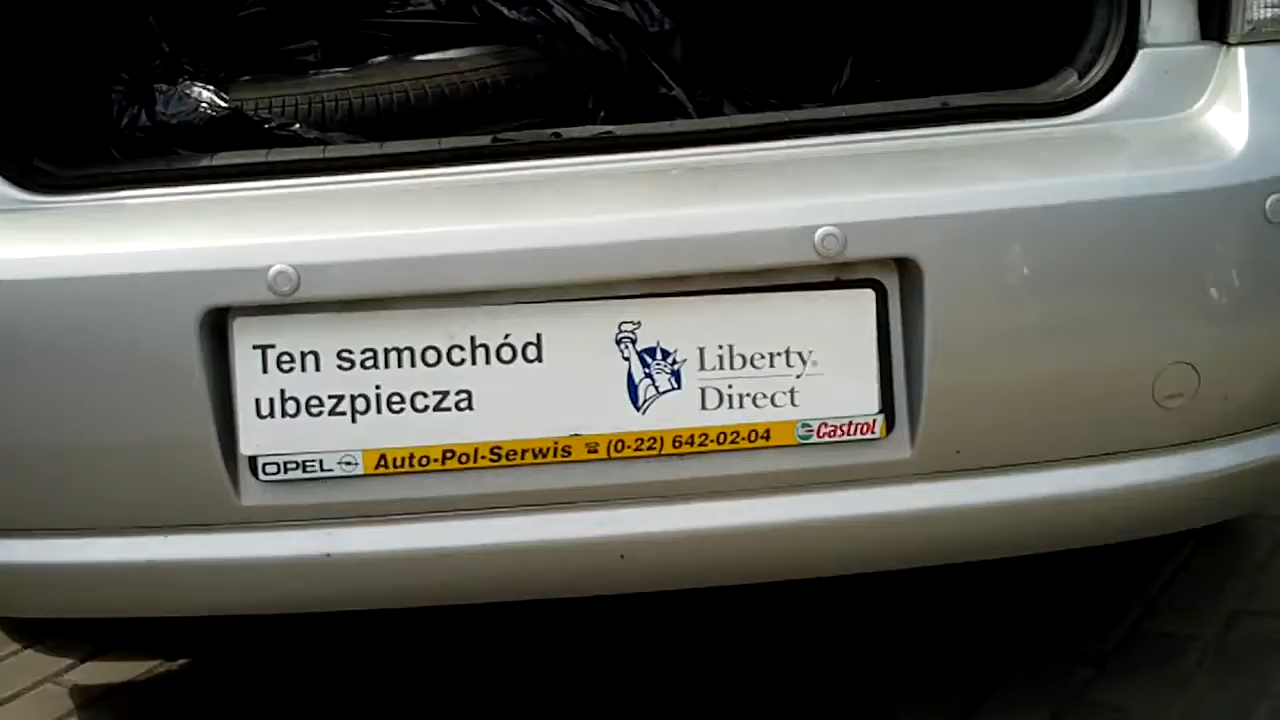 Ten samochód
ubezpiecza
Liberty
Direct
OPEL Auto-Pol-Serwis ☎ (0-22) 642-02-04 Castrol